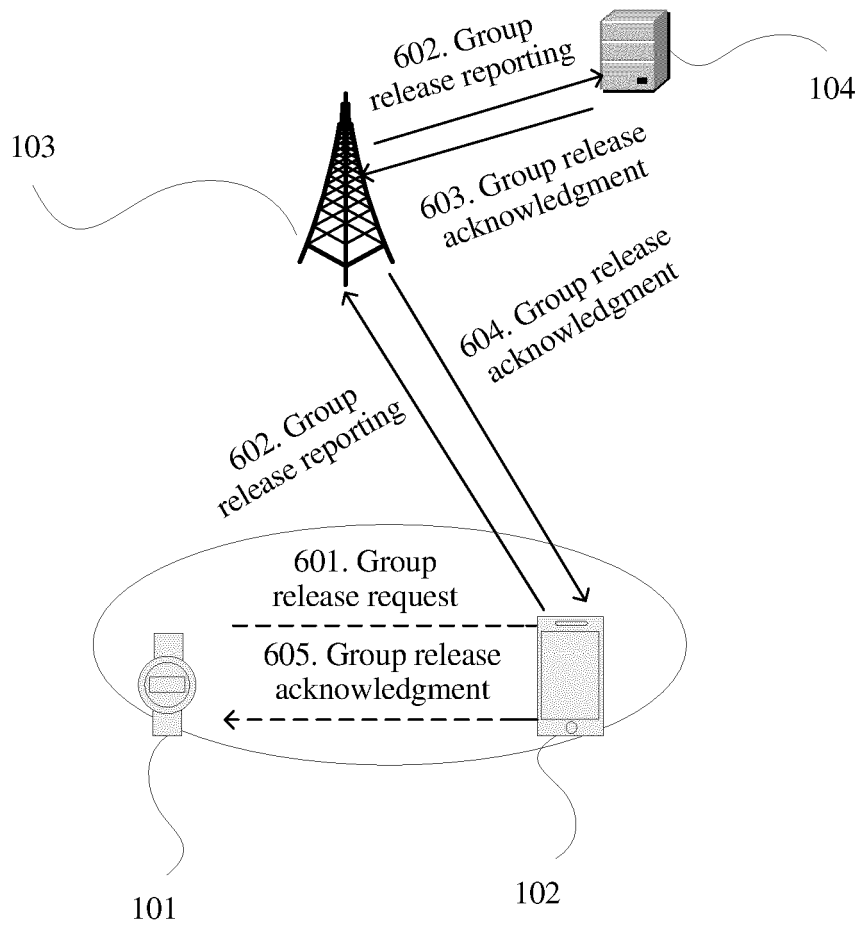 602. Group
release reporting
104
103
603. Group release
acknowledgment
604. Group release
acknowledgment
602. Group
release reporting
601. Group
release request
605. Group release
acknowledgment
101
102